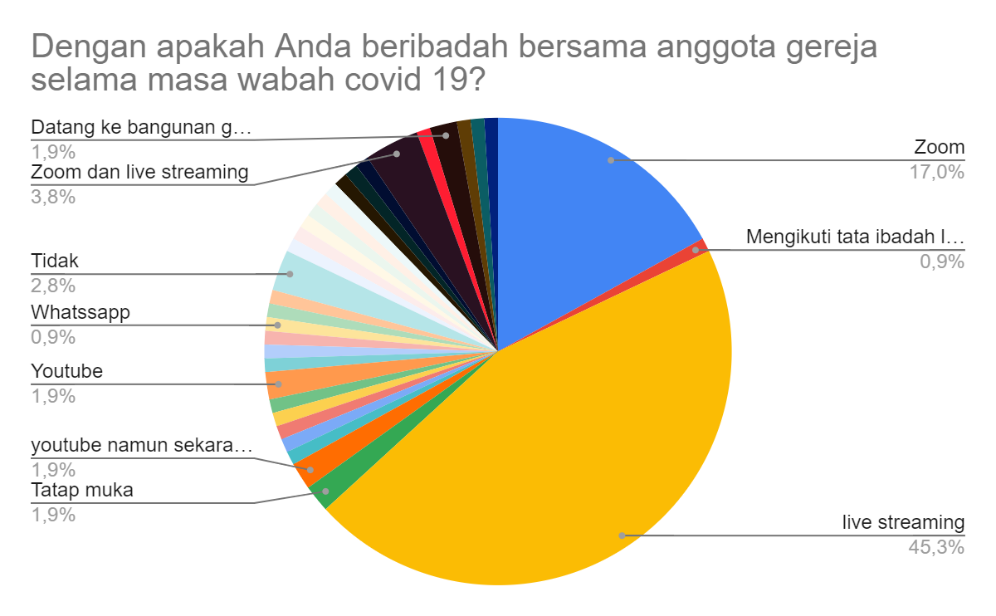 Dengan apakah Anda beribadah bersama anggota gereja
selama masa wabah covid 19?
Datang ke bangunan g…
1,9%
Zoom dan live streaming
3,8%
Tidak
2,8%
Whatssapp
0,9%
Youtube
1,9%
youtube namun sekara…
1,9%
Tatap muka
1,9%
Zoom
17,0%
Mengikuti tata ibadah l…
0,9%
live streaming
45,3%